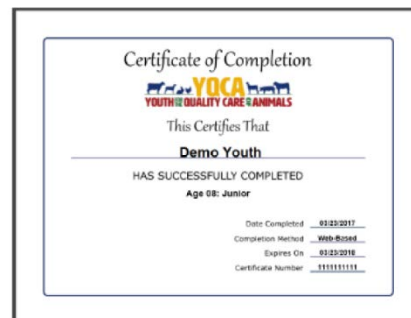 Certificate of Completion
YQCA
YOUTH FOR THE QUALITY CARE OF ANIMALS
This Certifies That
Demo Youth
HAS SUCCESSFULLY COMPLETED
Age 08: Junior
Date Completed 03/23/2017
Completion Method Web-Based
Expires On 03/23/2018
Certificate Number 1111111111